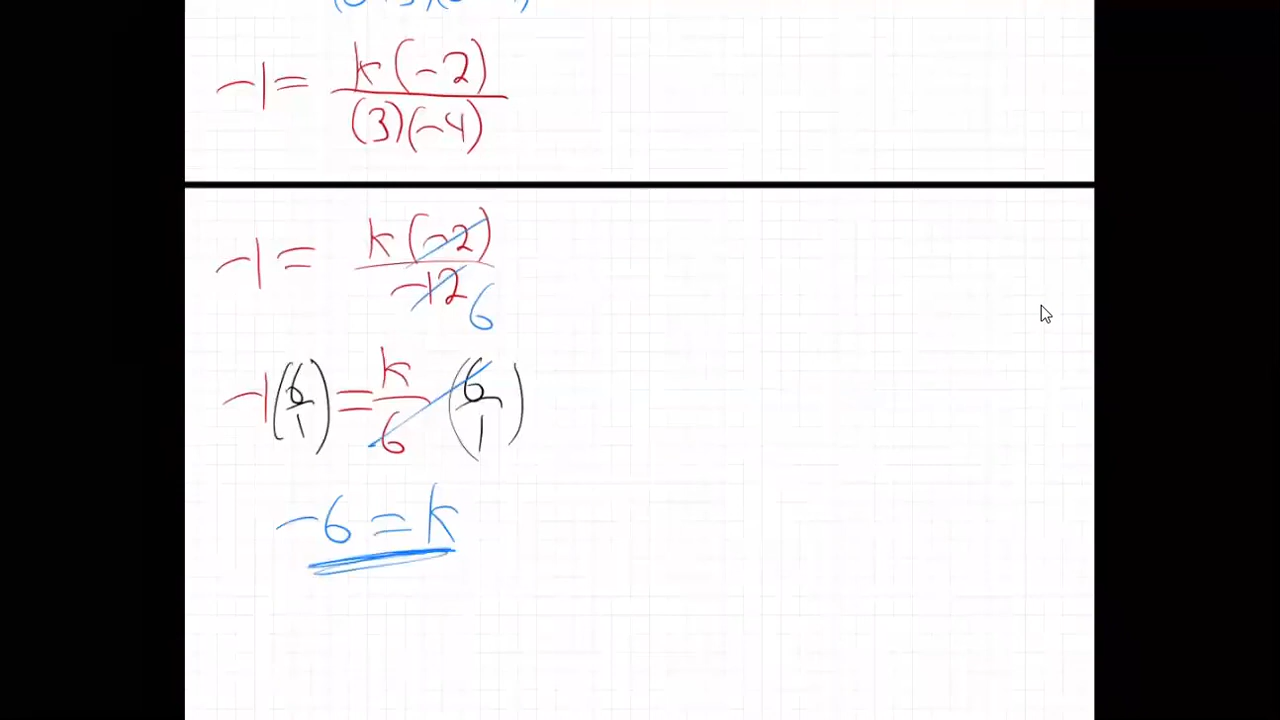 -1 = k(-2)/(3)(-4)
-1 = k(-2)/-12 6
-1(6/1) = k/6 (6/1)
-6 = k